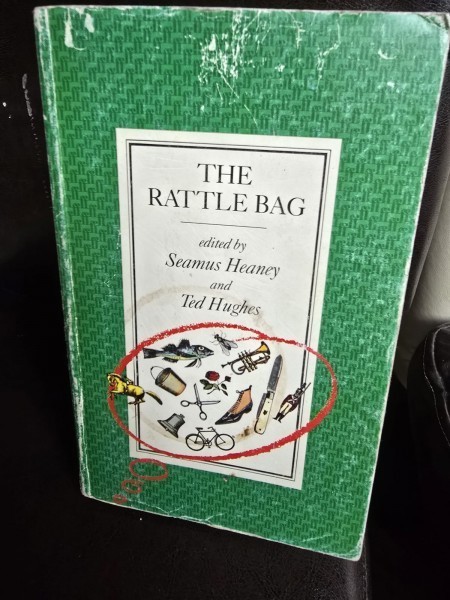 THE
RATTLE BAG
edited by
Seamus Heaney
and
Ted Hughes